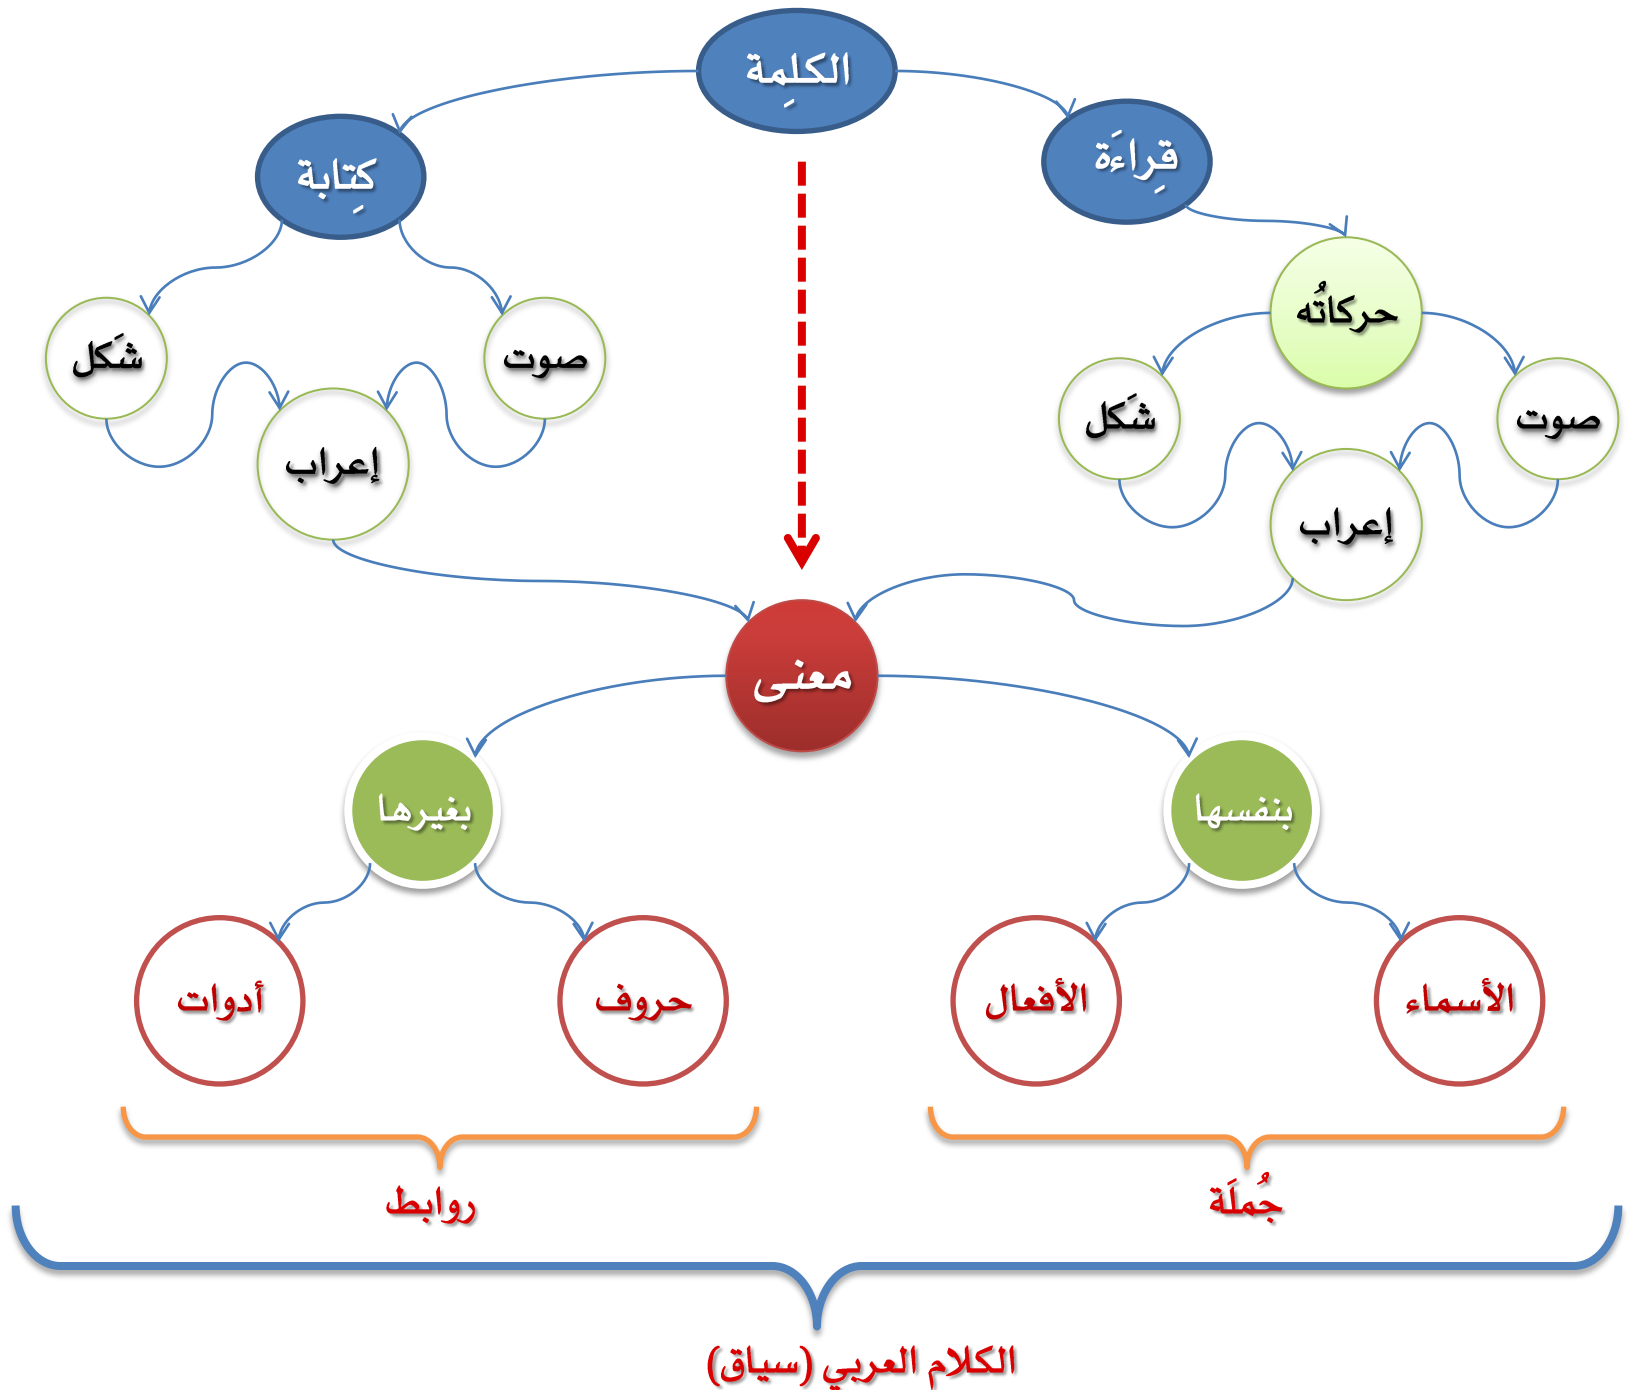 الكلِمة
قِراءَة
كِتابة
حركاتُه
صوت
شَكل
إعراب
صوت
شَكل
إعراب
معنى
بنفسها
بغيرها
الأسماء
الأفعال
حروف
أدوات
جُملَة
روابط
الكلام العربي (سياق)